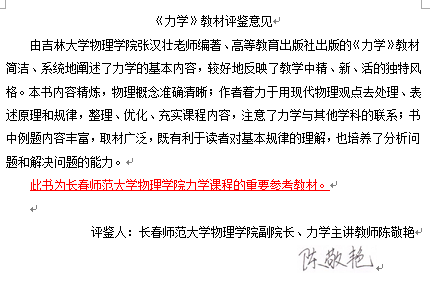 《力学》教材评鉴意见
由吉林大学物理学院张汉壮老师编著、高等教育出版社出版的《力学》教材
简洁、系统地阐述了力学的基本内容，较好地反映了教学中精、新、活的独特风
格。本书内容精炼，物理概念准确清晰；作者着力于用现代物理观点去处理、表
述原理和规律，整理、优化、充实课程内容，注意了力学与其他学科的联系；书
中例题内容丰富，取材广泛，既有利于读者对基本规律的理解，也培养了分析问
题和解决问题的能力。
此书为长春师范大学物理学院力学课程的重要参考教材。
评鉴人：长春师范大学物理学院副院长、力学主讲教师陈敬艳
陈敬艳